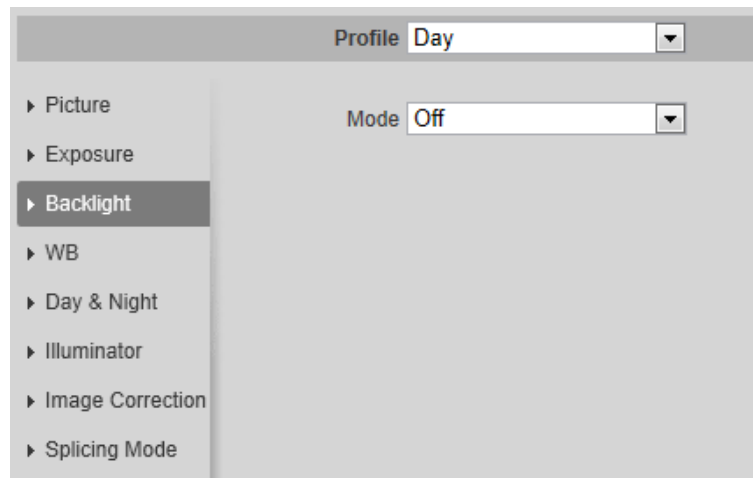 Profile Day
Picture
Mode Off
Exposure
Backlight
WB
Day & Night
Illuminator
Image Correction
Splicing Mode